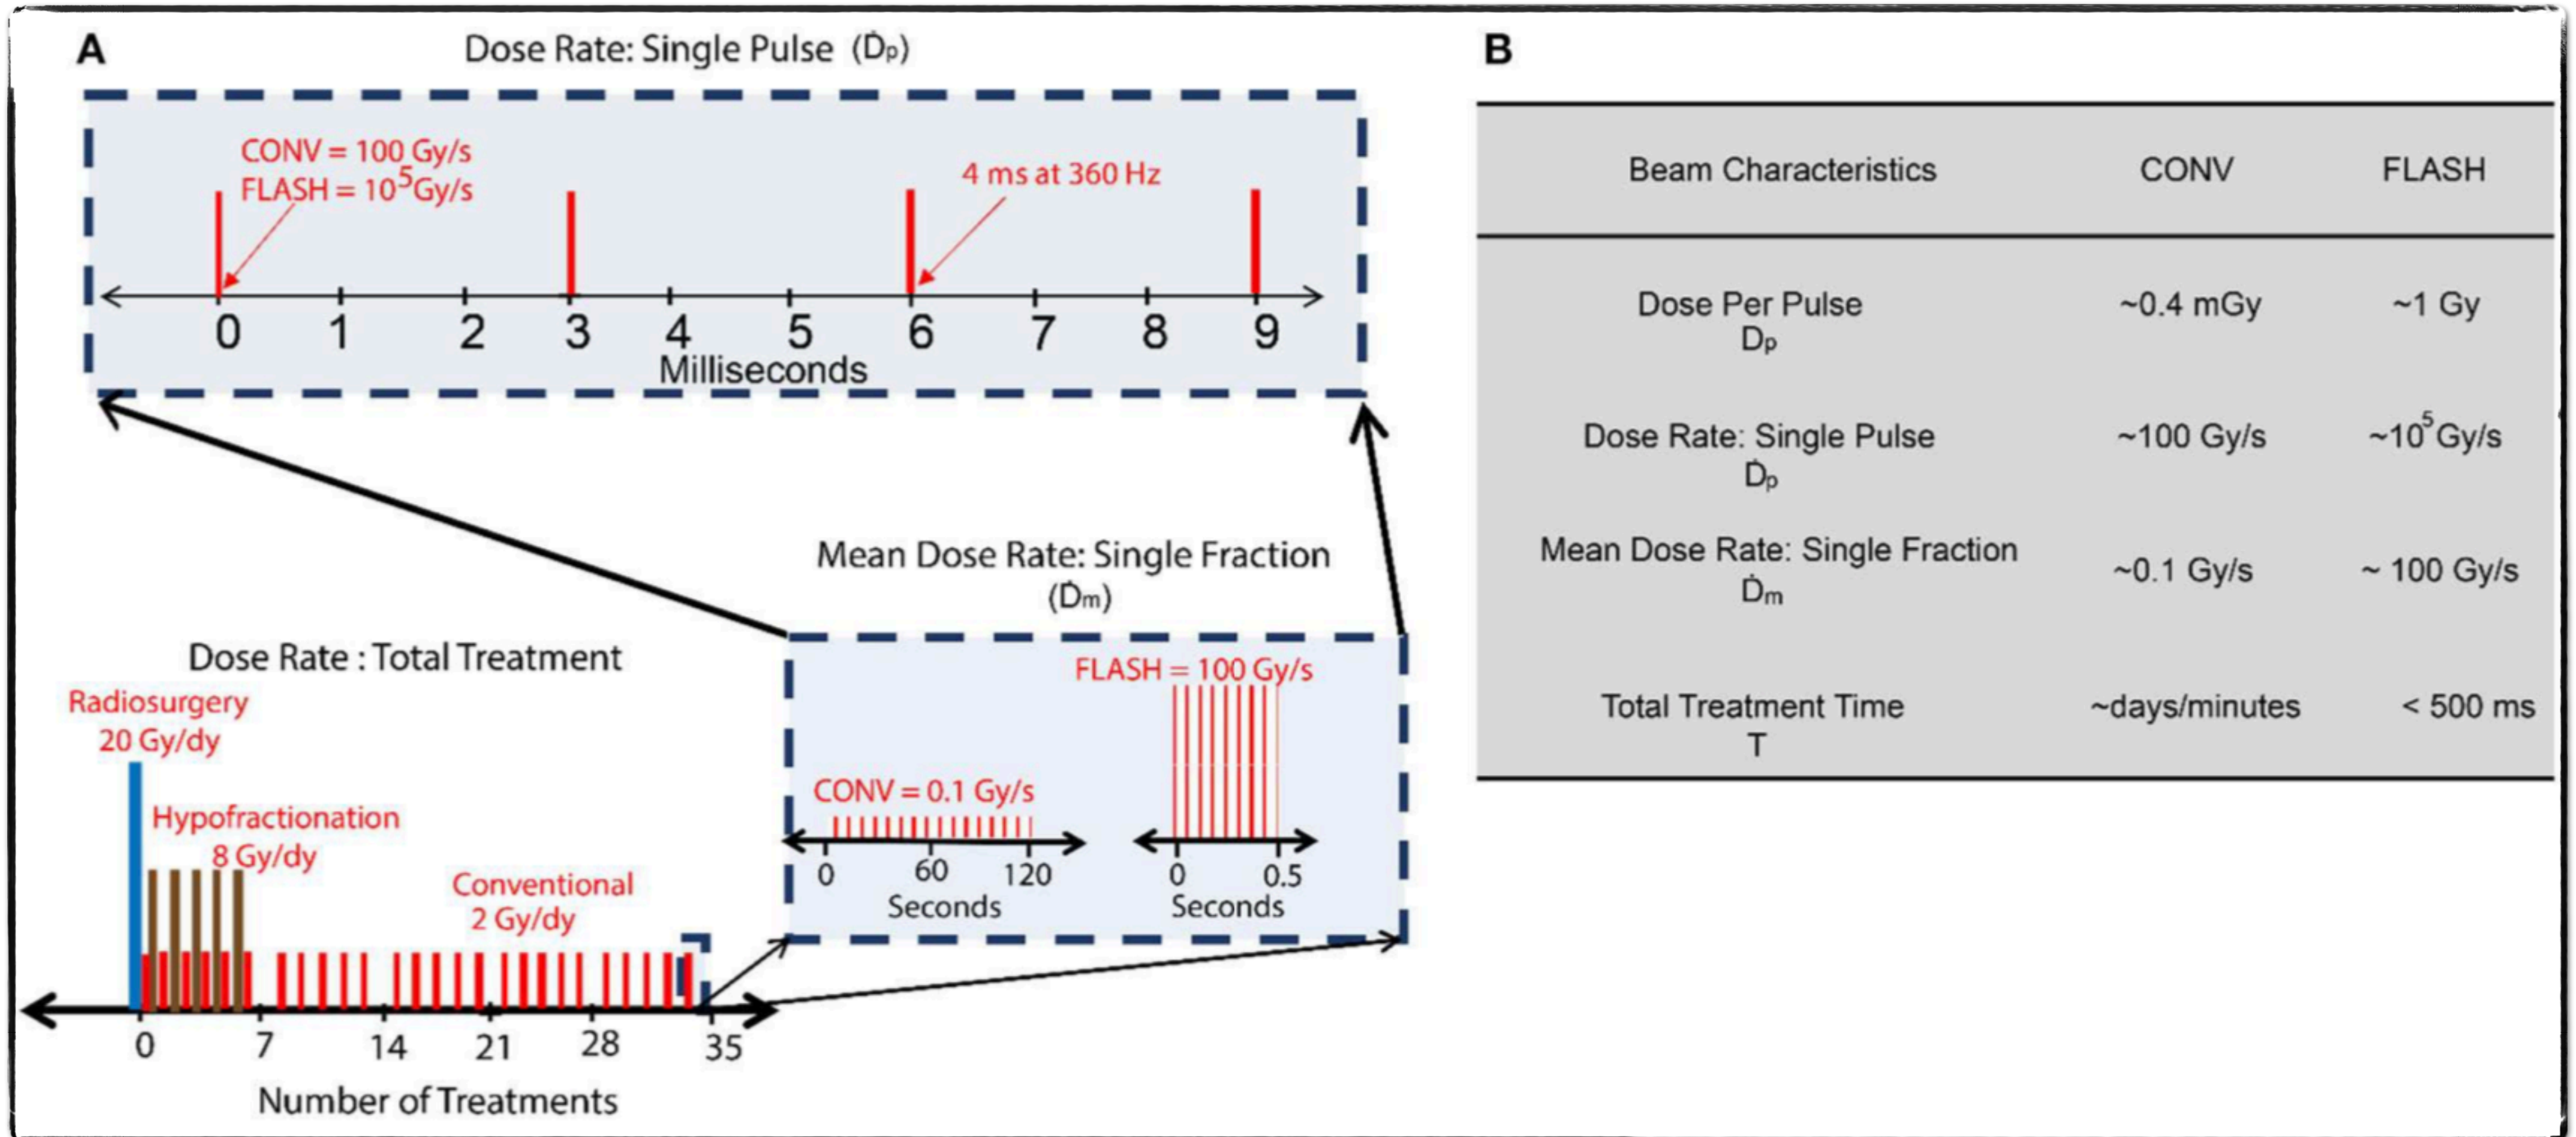 A
Dose Rate: Single Pulse (Ḋp)
CONV = 100 Gy/s
FLASH = 10⁵Gy/s
4 ms at 360 Hz
0 1 2 3 4 5 6 7 8 9
Milliseconds
Mean Dose Rate: Single Fraction
(Ḋm)
FLASH = 100 Gy/s
CONV = 0.1 Gy/s
0 60 120
Seconds
0 0.5
Seconds
Dose Rate : Total Treatment
Radiosurgery
20 Gy/dy
Hypofractionation
8 Gy/dy
Conventional
2 Gy/dy
0 7 14 21 28 35
Number of Treatments
B
Beam Characteristics CONV FLASH
Dose Per Pulse ~0.4 mGy ~1 Gy
Dp
Dose Rate: Single Pulse ~100 Gy/s ~10⁵Gy/s
Ḋp
Mean Dose Rate: Single Fraction ~0.1 Gy/s ~ 100 Gy/s
Ḋm
Total Treatment Time ~days/minutes < 500 ms
T